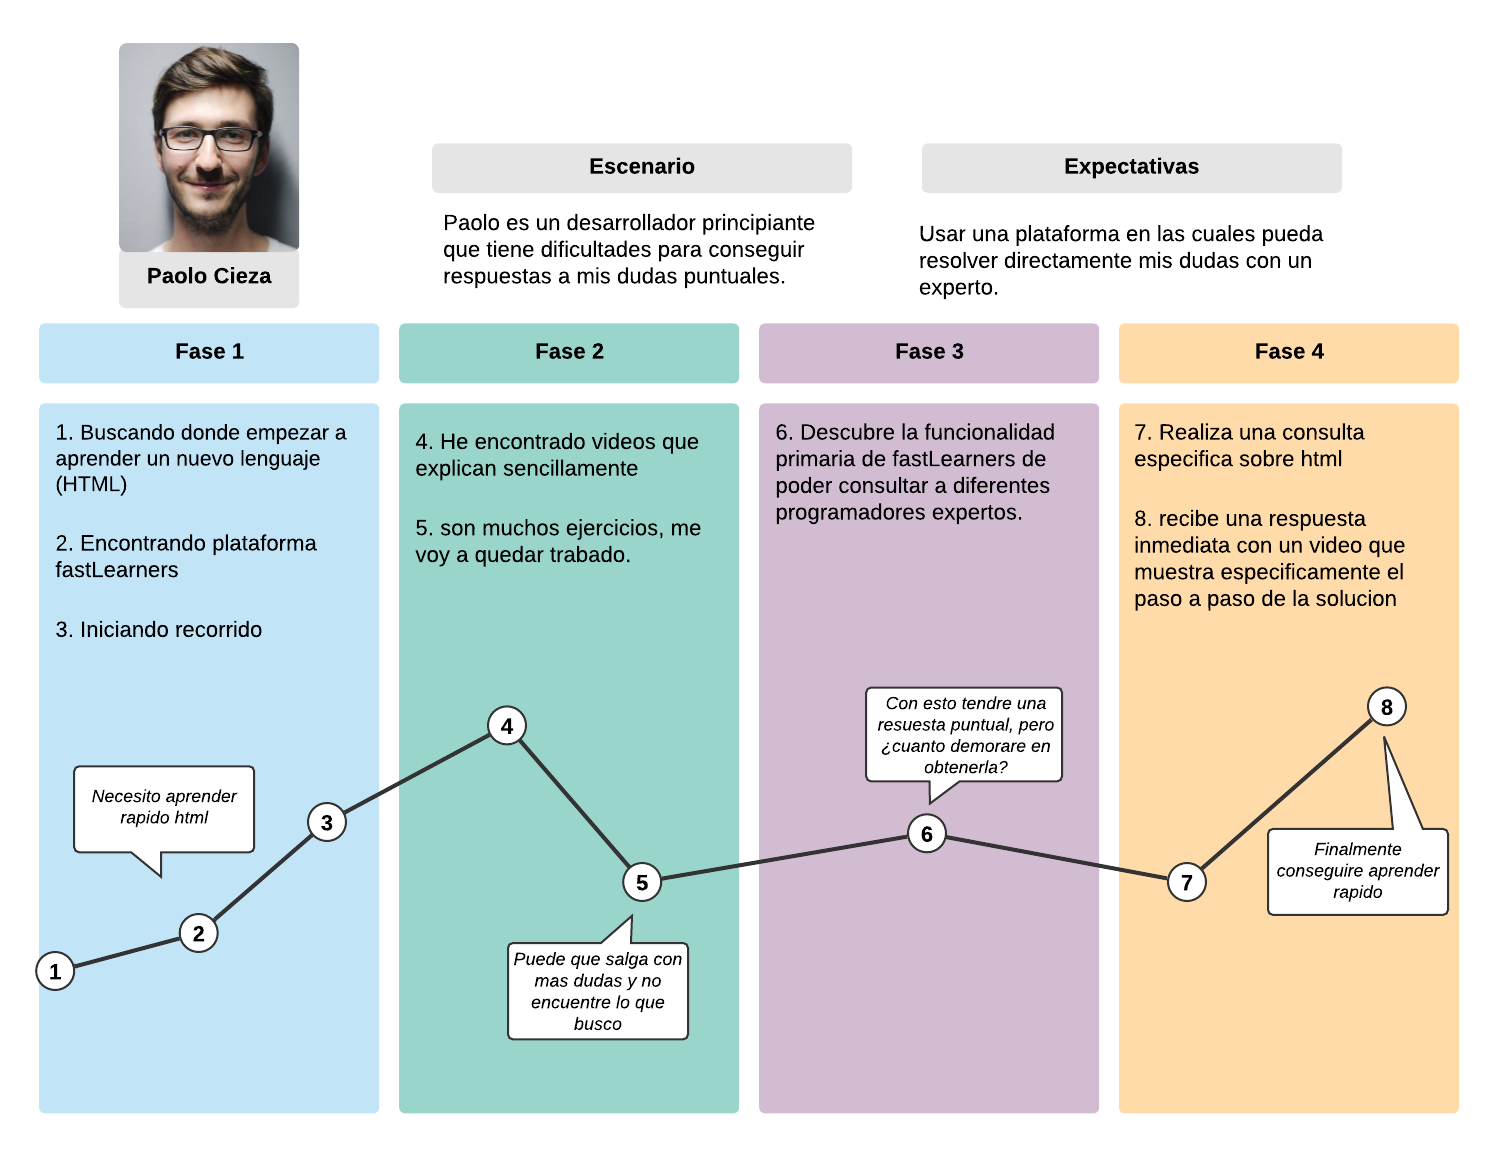 Paolo Cieza
Escenario
Paolo es un desarrollador principiante
que tiene dificultades para conseguir
respuestas a mis dudas puntuales.
Expectativas
Usar una plataforma en las cuales pueda
resolver directamente mis dudas con un
experto.
Fase 1
Fase 2
Fase 3
Fase 4
1. Buscando donde empezar a
aprender un nuevo lenguaje
(HTML)
2. Encontrando plataforma
fastLearners
3. Iniciando recorrido
4. He encontrado videos que
explican sencillamente
5. son muchos ejercicios, me
voy a quedar trabado.
6. Descubre la funcionalidad
primaria de fastLearners de
poder consultar a diferentes
programadores expertos.
7. Realiza una consulta
especifica sobre html
8. recibe una respuesta
inmediata con un video que
muestra especificamente el
paso a paso de la solucion
Necesito aprender
rapido html
1
2
3
4
5
Puede que salga con
mas dudas y no
encuentre lo que
busco
Con esto tendre una
resuesta puntual, pero
¿cuanto demorare en
obtenerla?
6
7
8
Finalmente
conseguire aprender
rapido